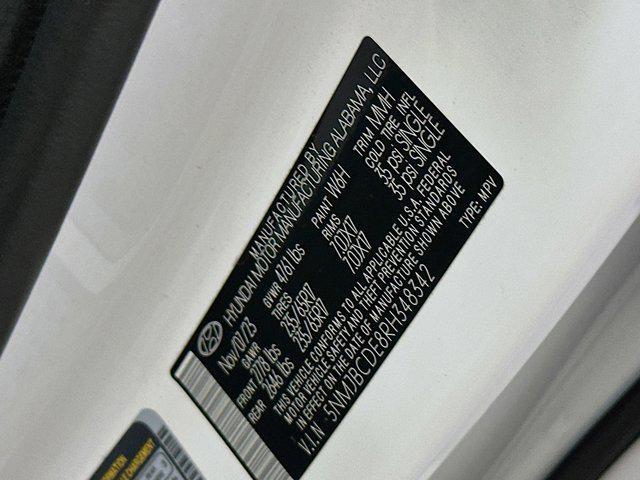 MANUFACTURED BY
HYUNDAI MOTOR MANUFACTURING ALABAMA, LLC
Nov/07/23 GVWR 4761 lbs PAINT W6H TRIM MMH
GAWR TIRES RIMS COLD TIRE INFL.
FRONT 2778 lbs 235/65R17 7.0JX17 35 psi SINGLE
REAR 2646 lbs 235/65R17 7.0JX17 35 psi SINGLE
THIS VEHICLE CONFORMS TO ALL APPLICABLE U.S.A. FEDERAL
MOTOR VEHICLE SAFETY AND THEFT PREVENTION STANDARDS
IN EFFECT ON THE DATE OF MANUFACTURE SHOWN ABOVE
V.I.N 5NMJBCDE8RH348342 TYPE: MPV